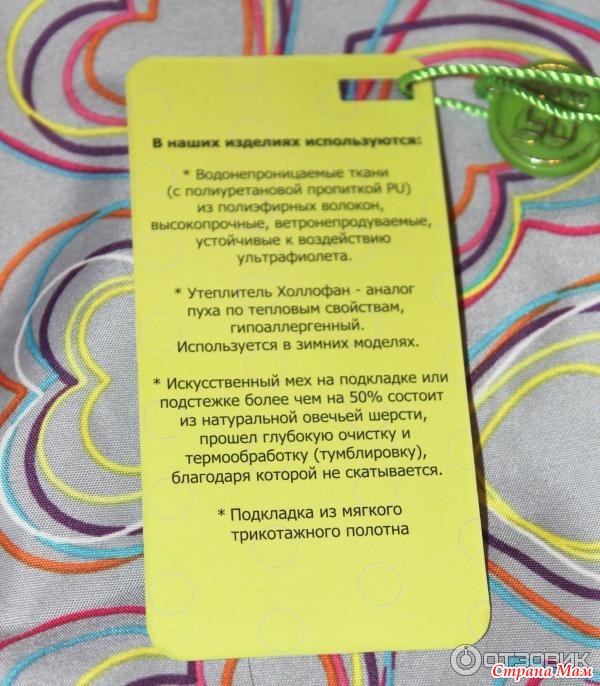 В наших изделиях используются:
* Водонепроницаемые ткани
(с полиуретановой пропиткой PU)
из полиэфирных волокон,
высокопрочные, ветронепродуваемые,
устойчивые к воздействию
ультрафиолета.
* Утеплитель Холлофан - аналог
пуха по тепловым свойствам,
гипоаллергенный.
Используется в зимних моделях.
* Искусственный мех на подкладке или
подстежке более чем на 50% состоит
из натуральной овечьей шерсти,
прошел глубокую очистку и
термообработку (тумблировку),
благодаря которой не скатывается.
* Подкладка из мягкого
трикотажного полотна
ОТЗОВИК
Страна Мам